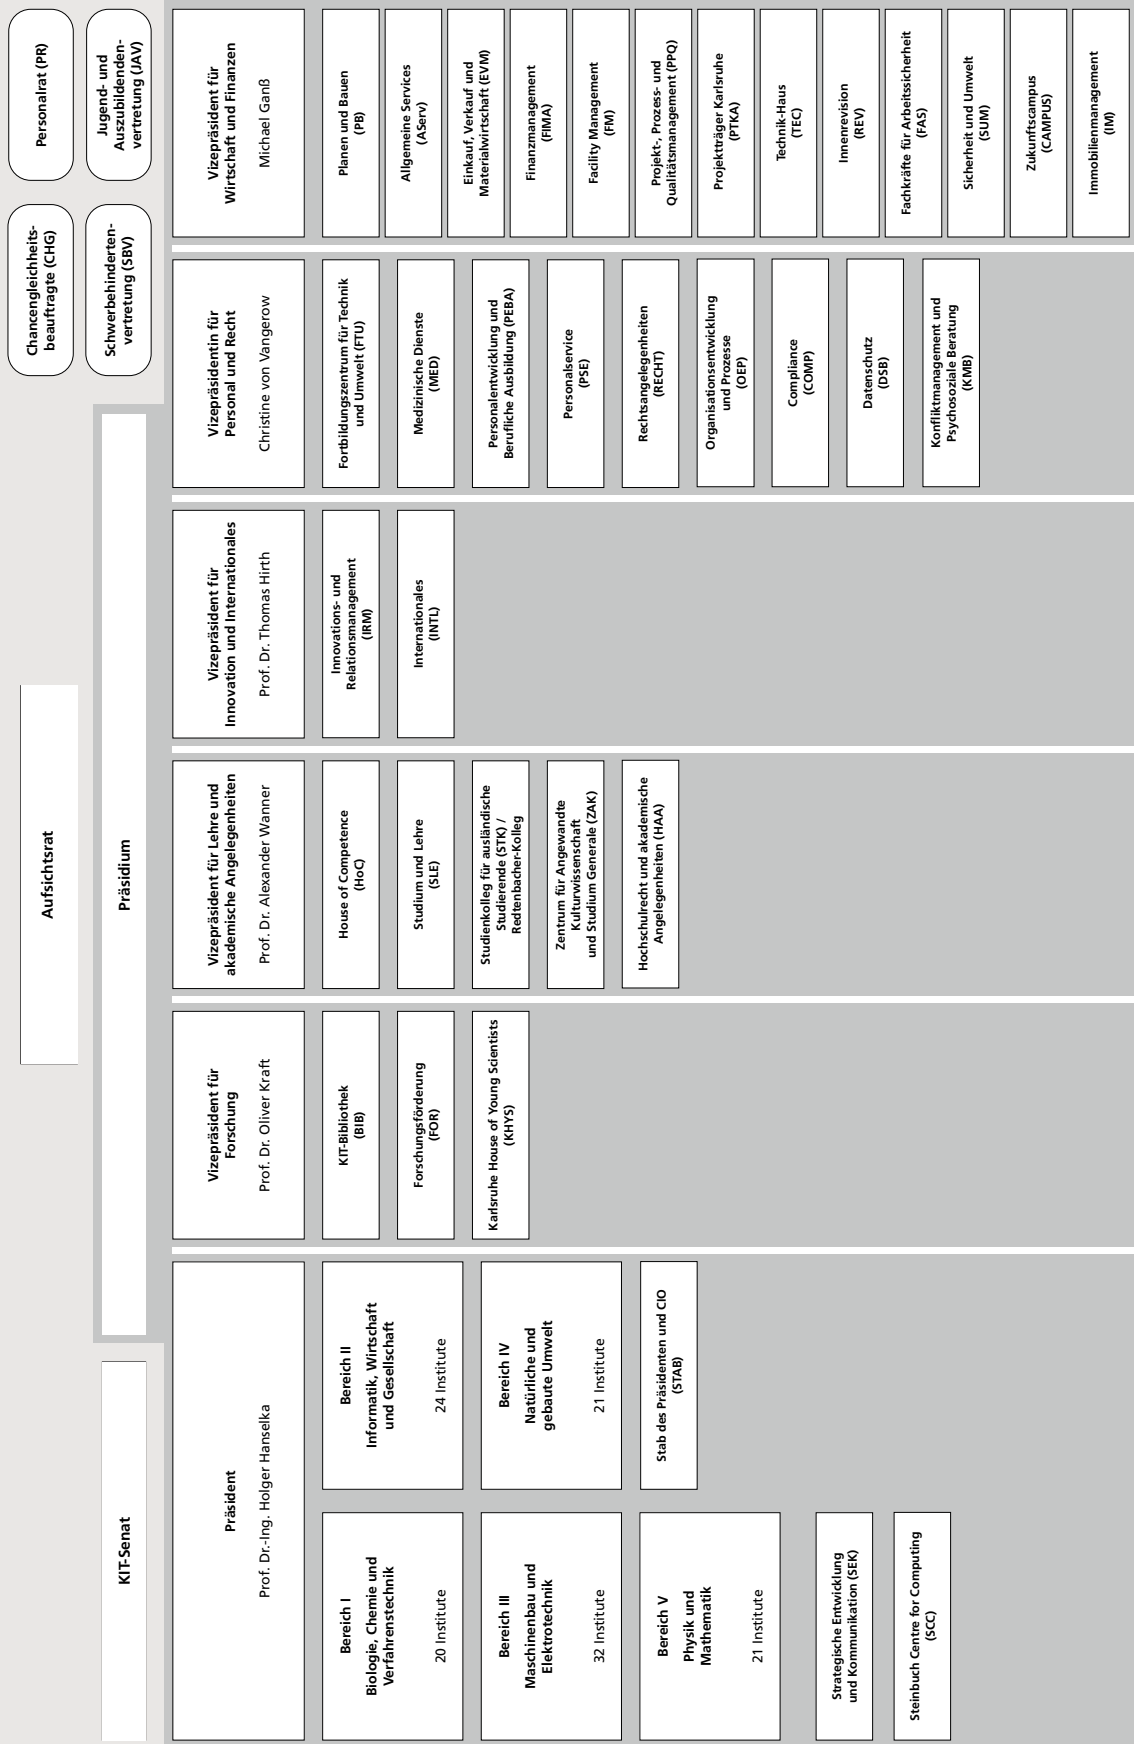 Aufsichtsrat
Chancengleichheits-
beauftragte (CHG)
Personalrat (PR)
KIT-Senat
Präsidium
Schwerbehinderten-
vertretung (SBV)
Jugend- und
Auszubildenden-
vertretung (JAV)
Präsident
Prof. Dr.-Ing. Holger Hanselka
Bereich I
Biologie, Chemie und
Verfahrenstechnik
20 Institute
Bereich II
Informatik, Wirtschaft
und Gesellschaft
24 Institute
Bereich III
Maschinenbau und
Elektrotechnik
32 Institute
Bereich IV
Natürliche und
gebaute Umwelt
21 Institute
Bereich V
Physik und
Mathematik
21 Institute
Stab des Präsidenten und CIO
(STAB)
Strategische Entwicklung
und Kommunikation (SEK)
Steinbuch Centre for Computing
(SCC)
Vizepräsident für
Forschung
Prof. Dr. Oliver Kraft
KIT-Bibliothek
(BIB)
Forschungsförderung
(FOR)
Karlsruhe House of Young Scientists
(KHYS)
Vizepräsident für Lehre und
akademische Angelegenheiten
Prof. Dr. Alexander Wanner
House of Competence
(HoC)
Studium und Lehre
(SLE)
Studienkolleg für ausländische
Studierende (STK) /
Redtenbacher-Kolleg
Zentrum für Angewandte
Kulturwissenschaft
und Studium Generale (ZAK)
Hochschulrecht und akademische
Angelegenheiten (HAA)
Vizepräsident für
Innovation und Internationales
Prof. Dr. Thomas Hirth
Innovations- und
Relationsmanagement
(IRM)
Internationales
(INTL)
Vizepräsidentin für
Personal und Recht
Christine von Vangerow
Fortbildungszentrum für Technik
und Umwelt (FTU)
Medizinische Dienste
(MED)
Personalentwicklung und
Berufliche Ausbildung (PEBA)
Personalservice
(PSE)
Rechtsangelegenheiten
(RECHT)
Organisationsentwicklung
und Prozesse
(OEP)
Compliance
(COMP)
Datenschutz
(DSB)
Konfliktmanagement und
Psychosoziale Beratung
(KMB)
Vizepräsident für
Wirtschaft und Finanzen
Michael Ganß
Planen und Bauen
(PB)
Allgemeine Services
(AServ)
Einkauf, Verkauf und
Materialwirtschaft (EVM)
Finanzmanagement
(FIMA)
Facility Management
(FM)
Projekt-, Prozess- und
Qualitätsmanagement (PPQ)
Projektträger Karlsruhe
(PTKA)
Technik-Haus
(TEC)
Innenrevision
(REV)
Fachkräfte für Arbeitssicherheit
(FAS)
Sicherheit und Umwelt
(SUM)
Zukunftscampus
(CAMPUS)
Immobilienmanagement
(IM)